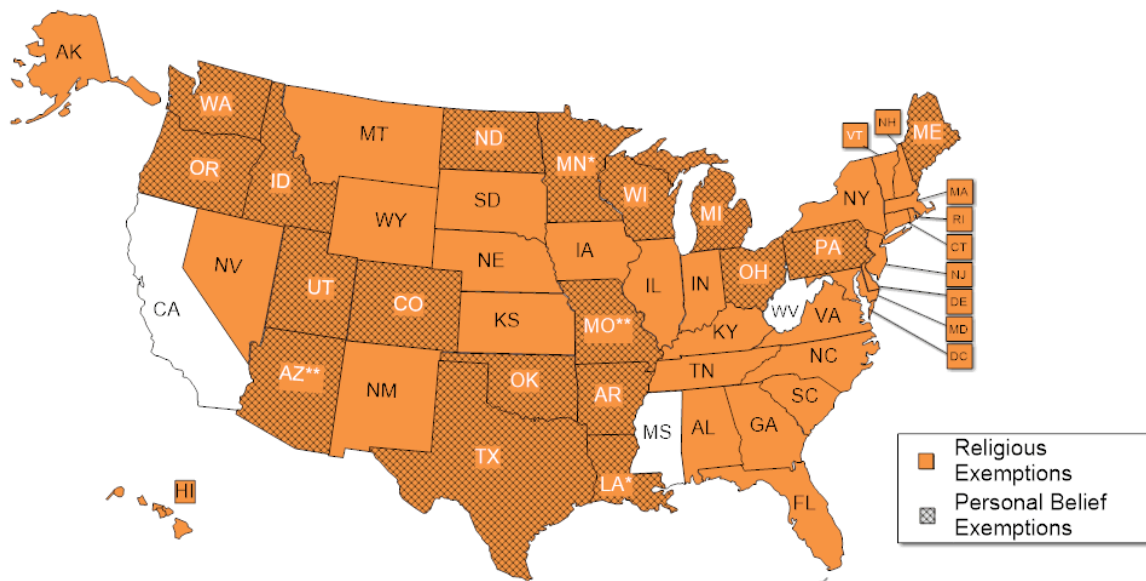 AK
WA
MT
ND
MN*
VT
NH
ME
OR
ID
SD
WI
MI
NY
MA
WY
RI
IA
PA
CT
NV
NE
OH
NJ
UT
CO
IL
IN
DE
CA
KS
MO**
WV
VA
MD
KY
DC
AZ**
NM
OK
AR
TN
NC
SC
MS
AL
GA
TX
LA*
HI
FL
Religious
Exemptions
Personal Belief
Exemptions